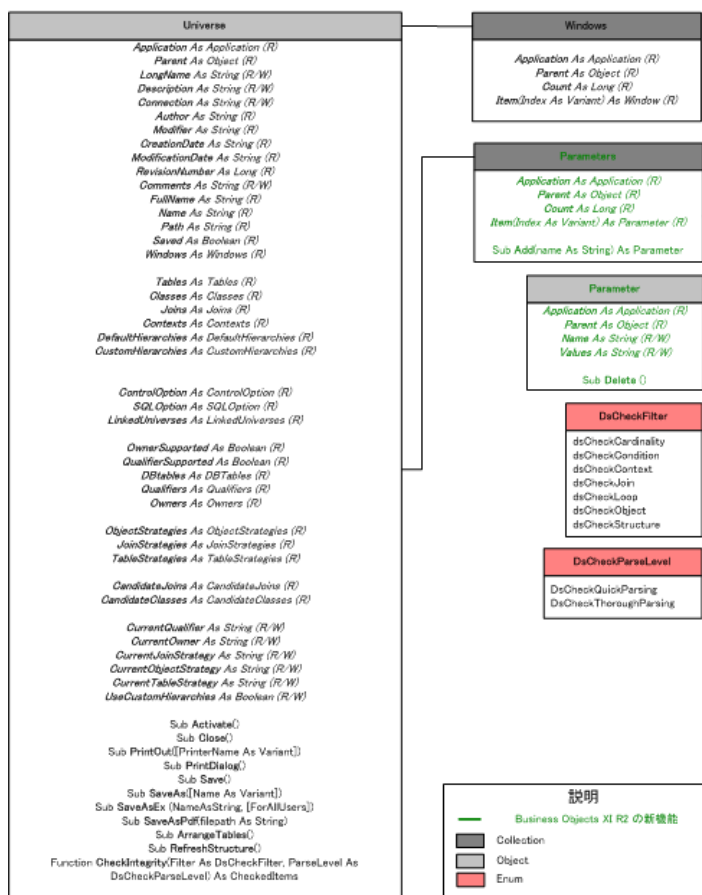 Universe
Application As Application (R)
Parent As Object (R)
LongName As String (R/W)
Description As String (R/W)
Connection As String (R/W)
Author As String (R)
Modifier As String (R)
CreationDate As String (R)
ModificationDate As String (R)
RevisionNumber As Long (R)
Comments As String (R/W)
FullName As String (R)
Name As String (R)
Path As String (R)
Saved As Boolean (R)
Windows As Windows (R)
Tables As Tables (R)
Classes As Classes (R)
Joins As Joins (R)
Contexts As Contexts (R)
DefaultHierarchies As DefaultHierarchies (R)
CustomHierarchies As CustomHierarchies (R)
ControlOption As ControlOption (R)
SQLOption As SQLOption (R)
LinkedUniverses As LinkedUniverses (R)
OwnerSupported As Boolean (R)
QualifierSupported As Boolean (R)
DBtables As DBTables (R)
Qualifiers As Qualifiers (R)
Owners As Owners (R)
ObjectStrategies As ObjectStrategies (R)
JoinStrategies As JoinStrategies (R)
TableStrategies As TableStrategies (R)
CandidateJoins As CandidateJoins (R)
CandidateClasses As CandidateClasses (R)
CurrentQualifier As String (R/W)
CurrentOwner As String (R/W)
CurrentJoinStrategy As String (R/W)
CurrentObjectStrategy As String (R/W)
CurrentTableStrategy As String (R/W)
UseCustomHierarchies As Boolean (R/W)
Sub Activate()
Sub Close()
Sub PrintOut([PrinterName As Variant])
Sub PrintDialog()
Sub Save()
Sub SaveAs([Name As Variant])
Sub SaveAsEx (NameAsString, [ForAllUsers])
Sub SaveAsPdf(filepath As String)
Sub ArrangeTables()
Sub RefreshStructure()
Function CheckIntegrity(Filter As DsCheckFilter, ParseLevel As
DsCheckParseLevel) As CheckedItems
Windows
Application As Application (R)
Parent As Object (R)
Count As Long (R)
Item(Index As Variant) As Window (R)
Parameters
Application As Application (R)
Parent As Object (R)
Count As Long (R)
Item(Index As Variant) As Parameter (R)
Sub Add(name As String) As Parameter
Parameter
Application As Application (R)
Parent As Object (R)
Name As String (R/W)
Values As String (R/W)
Sub Delete ()
DsCheckFilter
dsCheckCardinality
dsCheckCondition
dsCheckContext
dsCheckJoin
dsCheckLoop
dsCheckObject
dsCheckStructure
DsCheckParseLevel
DsCheckQuickParsing
DsCheckThoroughParsing
説明
Business Objects XI R2 の新機能
Collection
Object
Enum